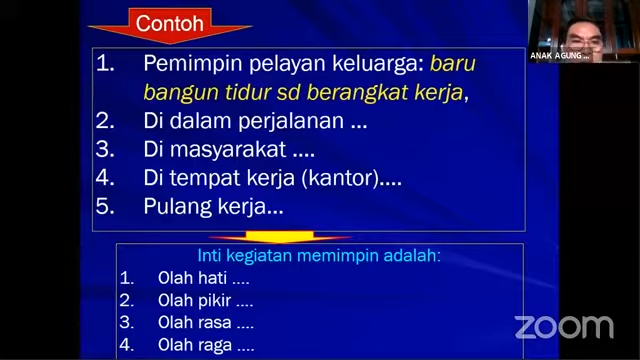 Contoh
1. Pemimpin pelayan keluarga: baru
bangun tidur sd berangkat kerja,
2. Di dalam perjalanan ...
3. Di masyarakat ....
4. Di tempat kerja (kantor)....
5. Pulang kerja...
Inti kegiatan memimpin adalah:
1. Olah hati ....
2. Olah pikir ....
3. Olah rasa ....
4. Olah raga ....
ANAK AGUNG ...
zoom